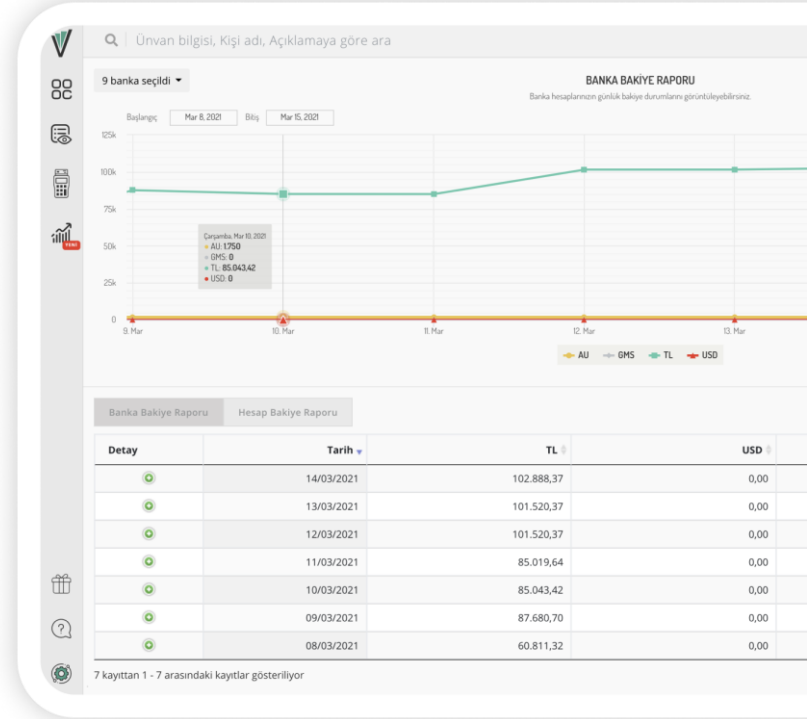 Ünvan bilgisi, Kişi adı, Açıklamaya göre ara
9 banka seçildi
BANKA BAKİYE RAPORU
Banka hesaplarınızın günlük bakiye durumlarını görüntüleyebilirsiniz.
Başlangıç Mar 8, 2021 Bitiş Mar 15, 2021
125k
100k
75k
50k
25k
0
YENİ
Çarşamba, Mar 10, 2021
AU: 1.750
GMS: 0
TL: 85.043,42
USD: 0
9. Mar 10. Mar 11. Mar 12. Mar 13. Mar
AU GMS TL USD
Banka Bakiye Raporu Hesap Bakiye Raporu
Detay Tarih TL USD
14/03/2021 102.888,37 0,00
13/03/2021 101.520,37 0,00
12/03/2021 101.520,37 0,00
11/03/2021 85.019,64 0,00
10/03/2021 85.043,42 0,00
09/03/2021 87.680,70 0,00
08/03/2021 60.811,32 0,00
7 kayıttan 1 - 7 arasındaki kayıtlar gösteriliyor